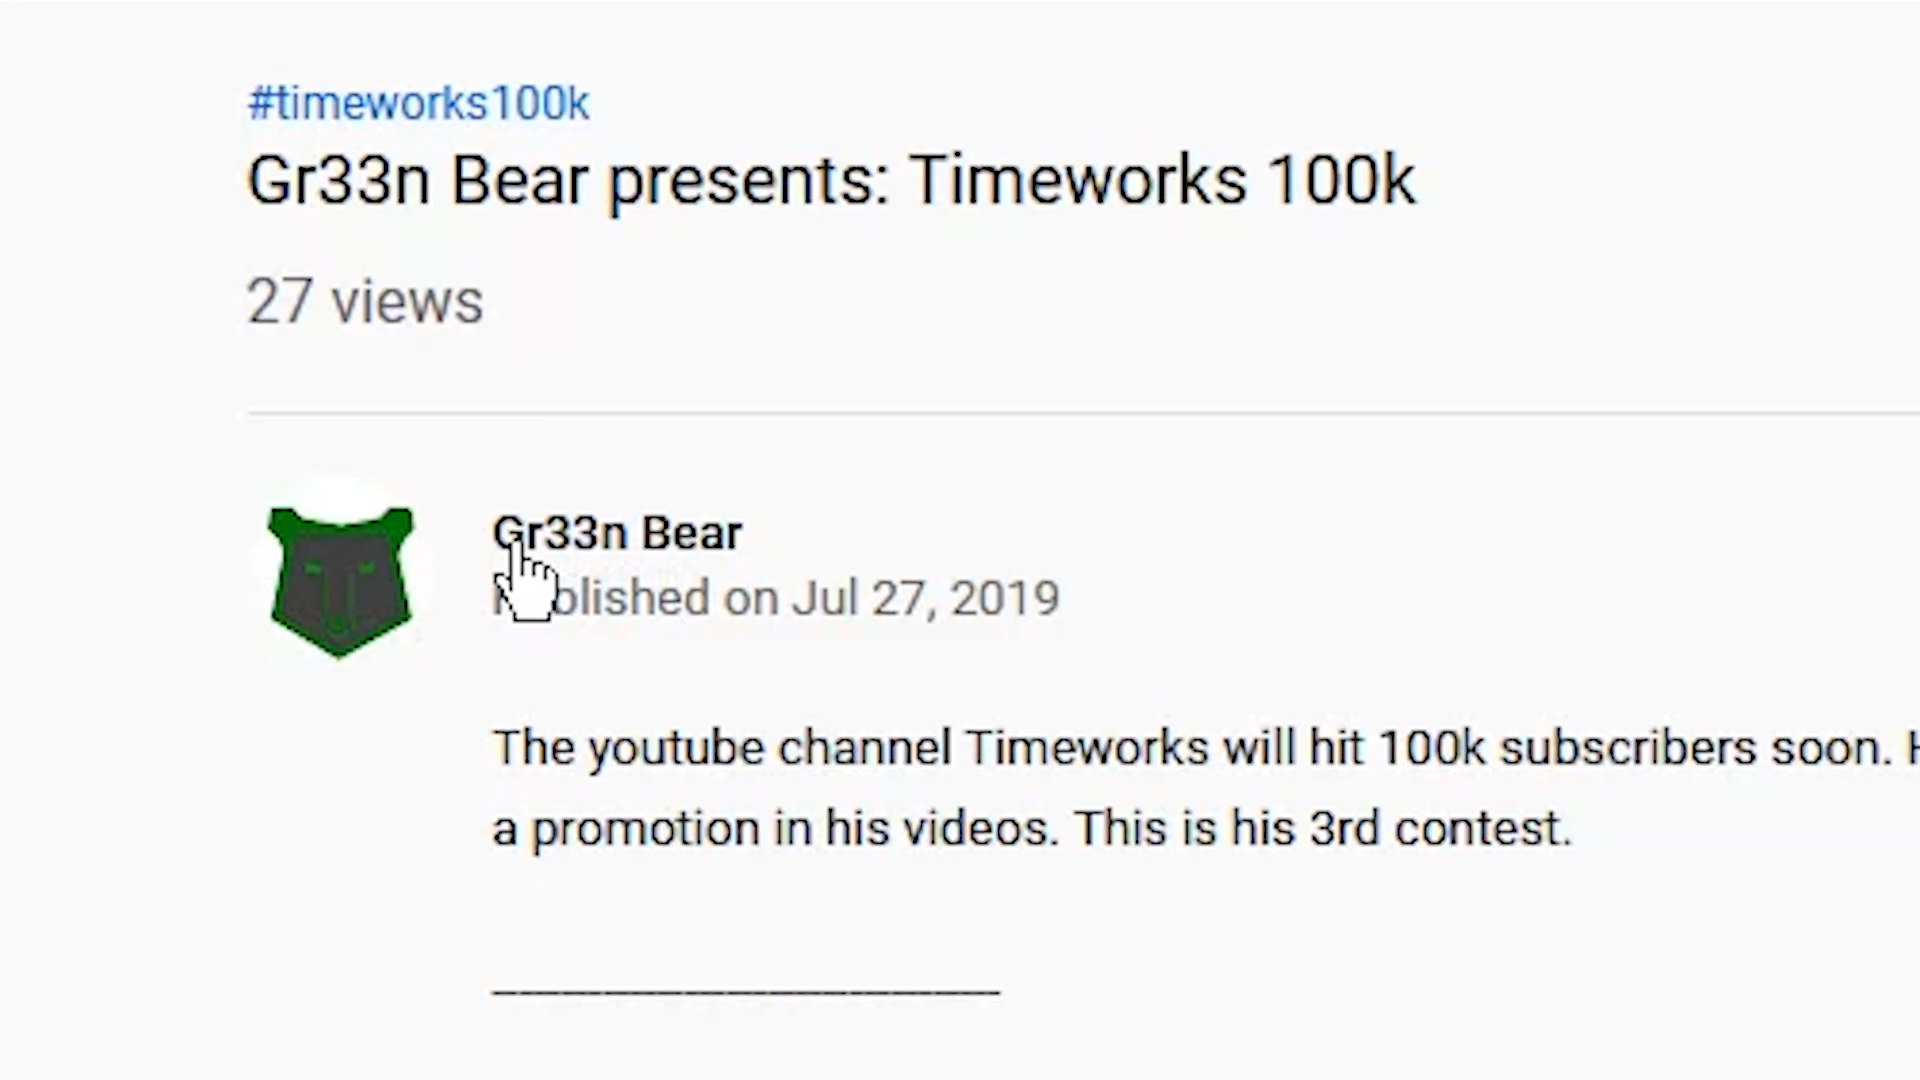 #timeworks100k
Gr33n Bear presents: Timeworks 100k
27 views
Gr33n Bear
Published on Jul 27, 2019
The youtube channel Timeworks will hit 100k subscribers soon.
a promotion in his videos. This is his 3rd contest.